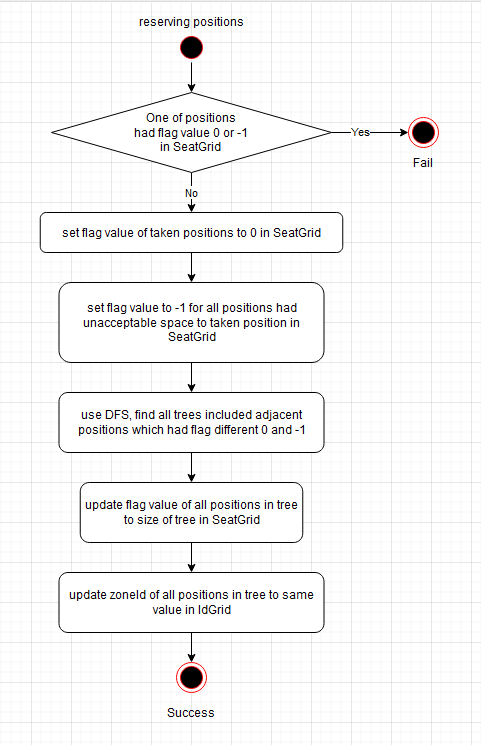 reserving positions
One of positions
had flag value 0 or -1
in SeatGrid
Yes
Fail
No
set flag value of taken positions to 0 in SeatGrid
set flag value to -1 for all positions had
unacceptable space to taken position in
SeatGrid
use DFS, find all trees included adjacent
positions which had flag different 0 and -1
update flag value of all positions in tree
to size of tree in SeatGrid
update zoneId of all positions in tree to same
value in IdGrid
Success